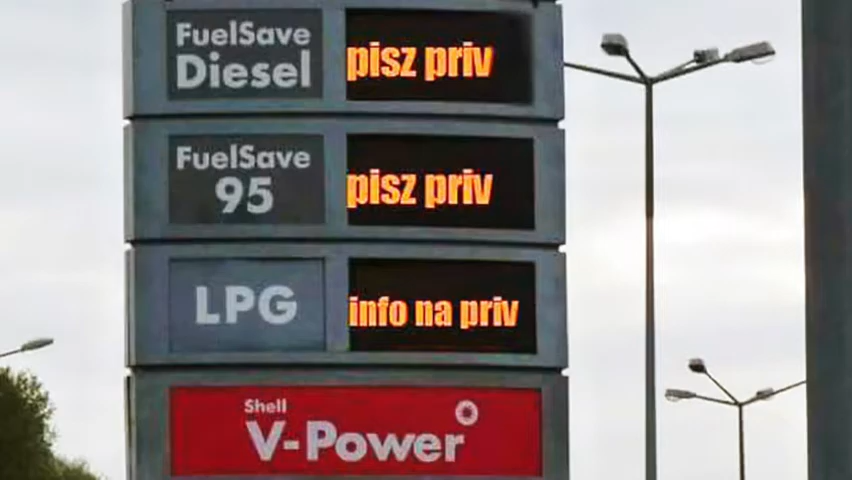 FuelSave
Diesel
pisz priv
FuelSave
95
pisz priv
LPG
info na priv
Shell
V-Power